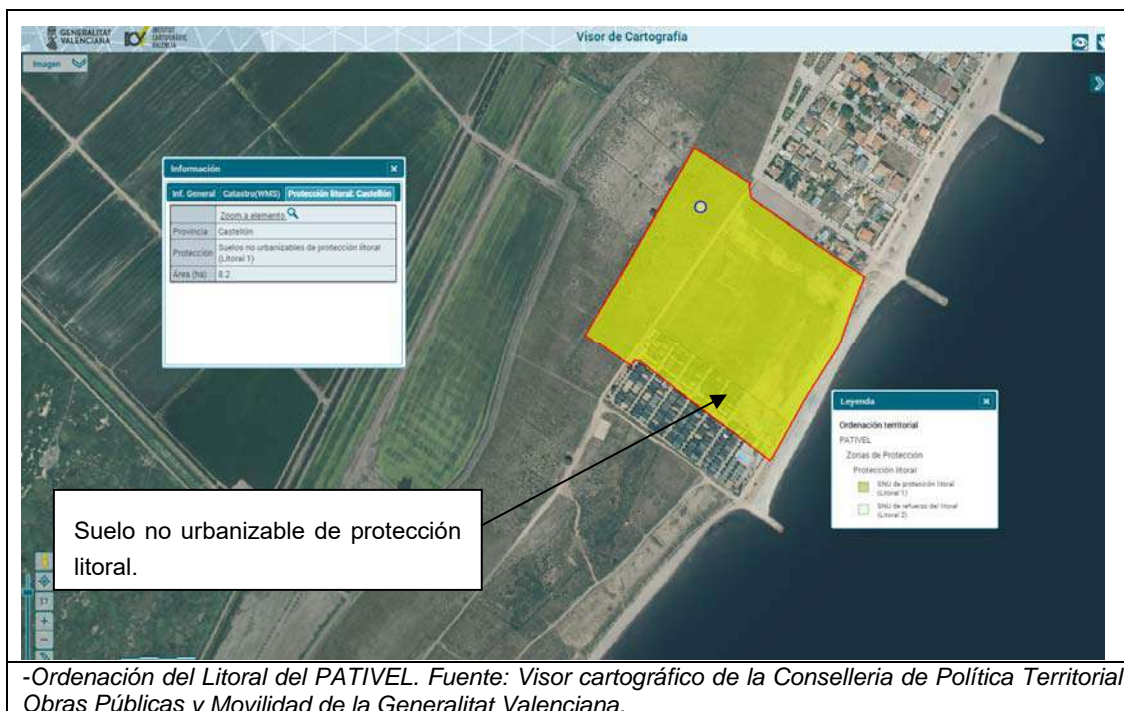 GENERALITAT
VALENCIANA
INSTITUT
CARTOGRÀFIC
VALENCIÀ
Visor de Cartografía
Imagen
Información
Inf. General Catastro(WMS) Protección litoral. Castellón
Zoom a elemento
Provincia Castellón
Protección Suelos no urbanizables de protección litoral
(Litoral 1)
Área (ha) 8.2
Leyenda
Ordenación territorial
PATIVEL
Zonas de Protección
Protección litoral
SNU de protección litoral
(Litoral 1)
SNU de refuerzo del litoral
(Litoral 2)
Suelo no urbanizable de protección
litoral.
17
-Ordenación del Litoral del PATIVEL. Fuente: Visor cartográfico de la Conselleria de Política Territorial
Obras Públicas y Movilidad de la Generalitat Valenciana.